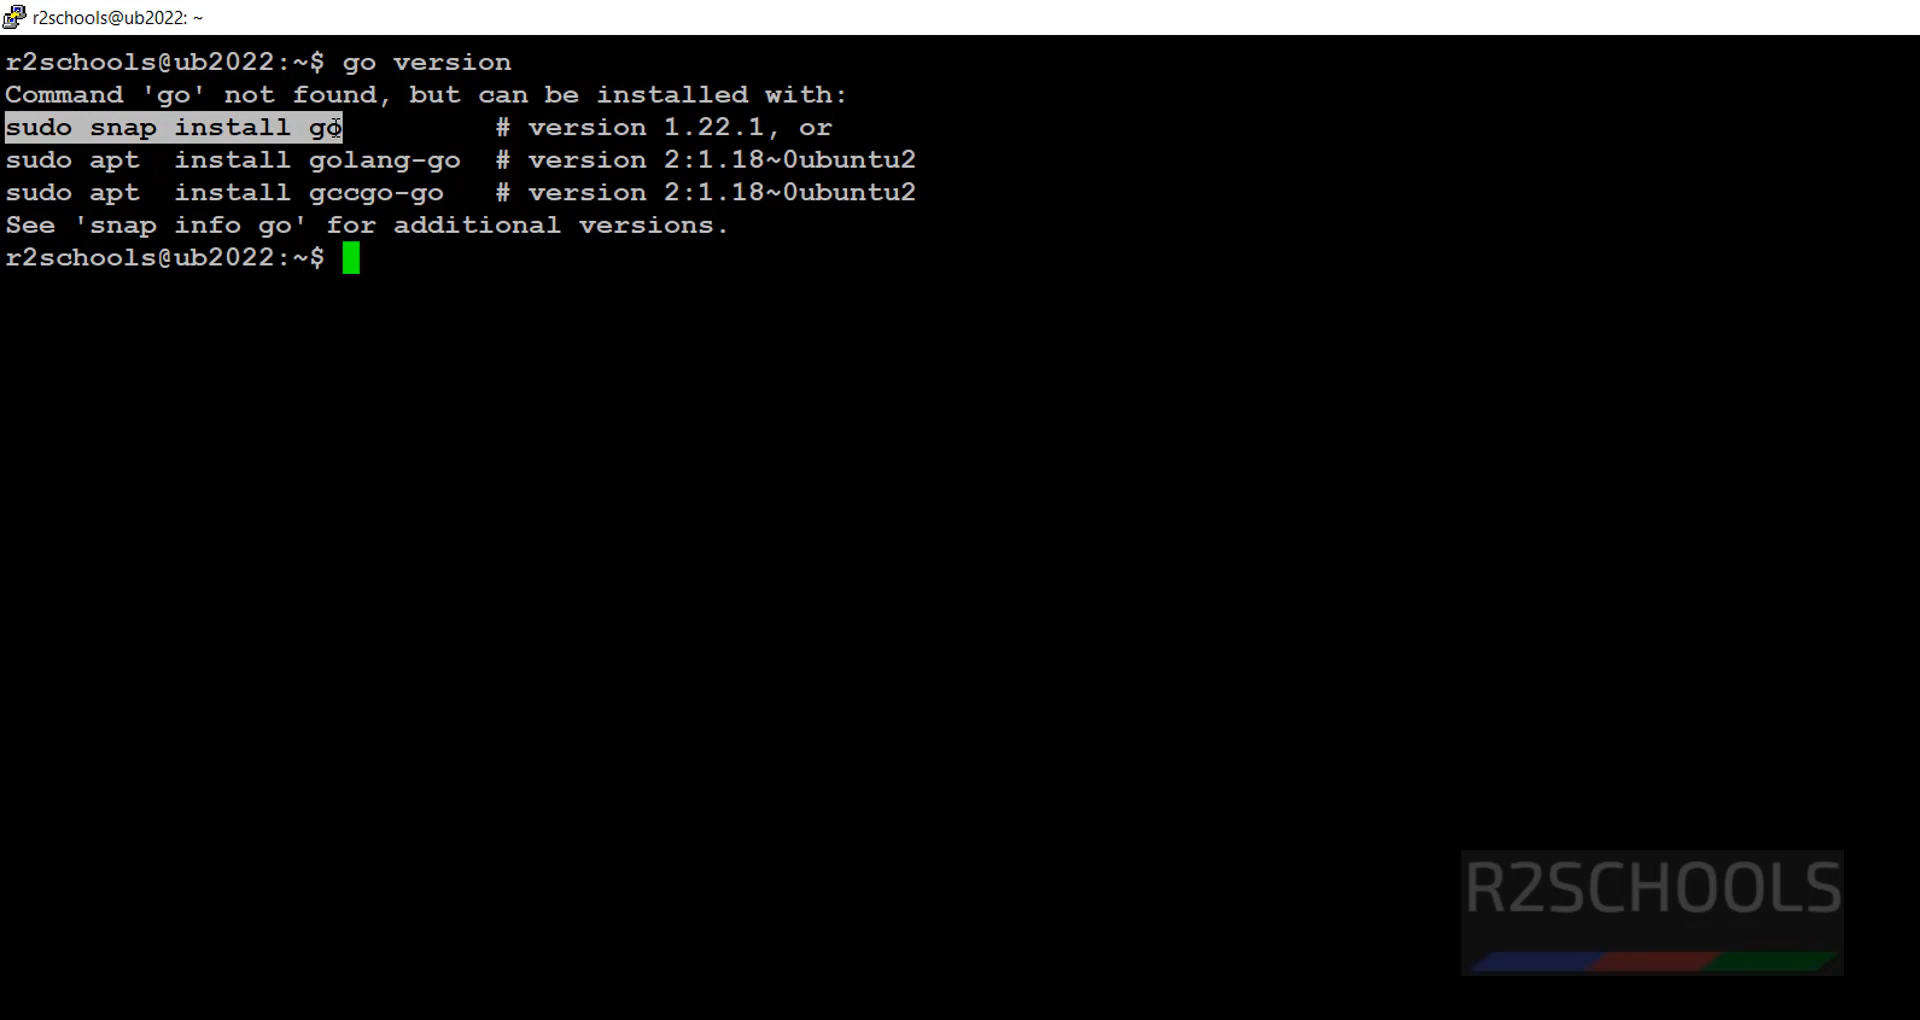 r2schools@ub2022: ~
r2schools@ub2022:~$ go version
Command 'go' not found, but can be installed with:
sudo snap install go         # version 1.22.1, or
sudo apt  install golang-go  # version 2:1.18~0ubuntu2
sudo apt  install gccgo-go   # version 2:1.18~0ubuntu2
See 'snap info go' for additional versions.
r2schools@ub2022:~$
R2SCHOOLS